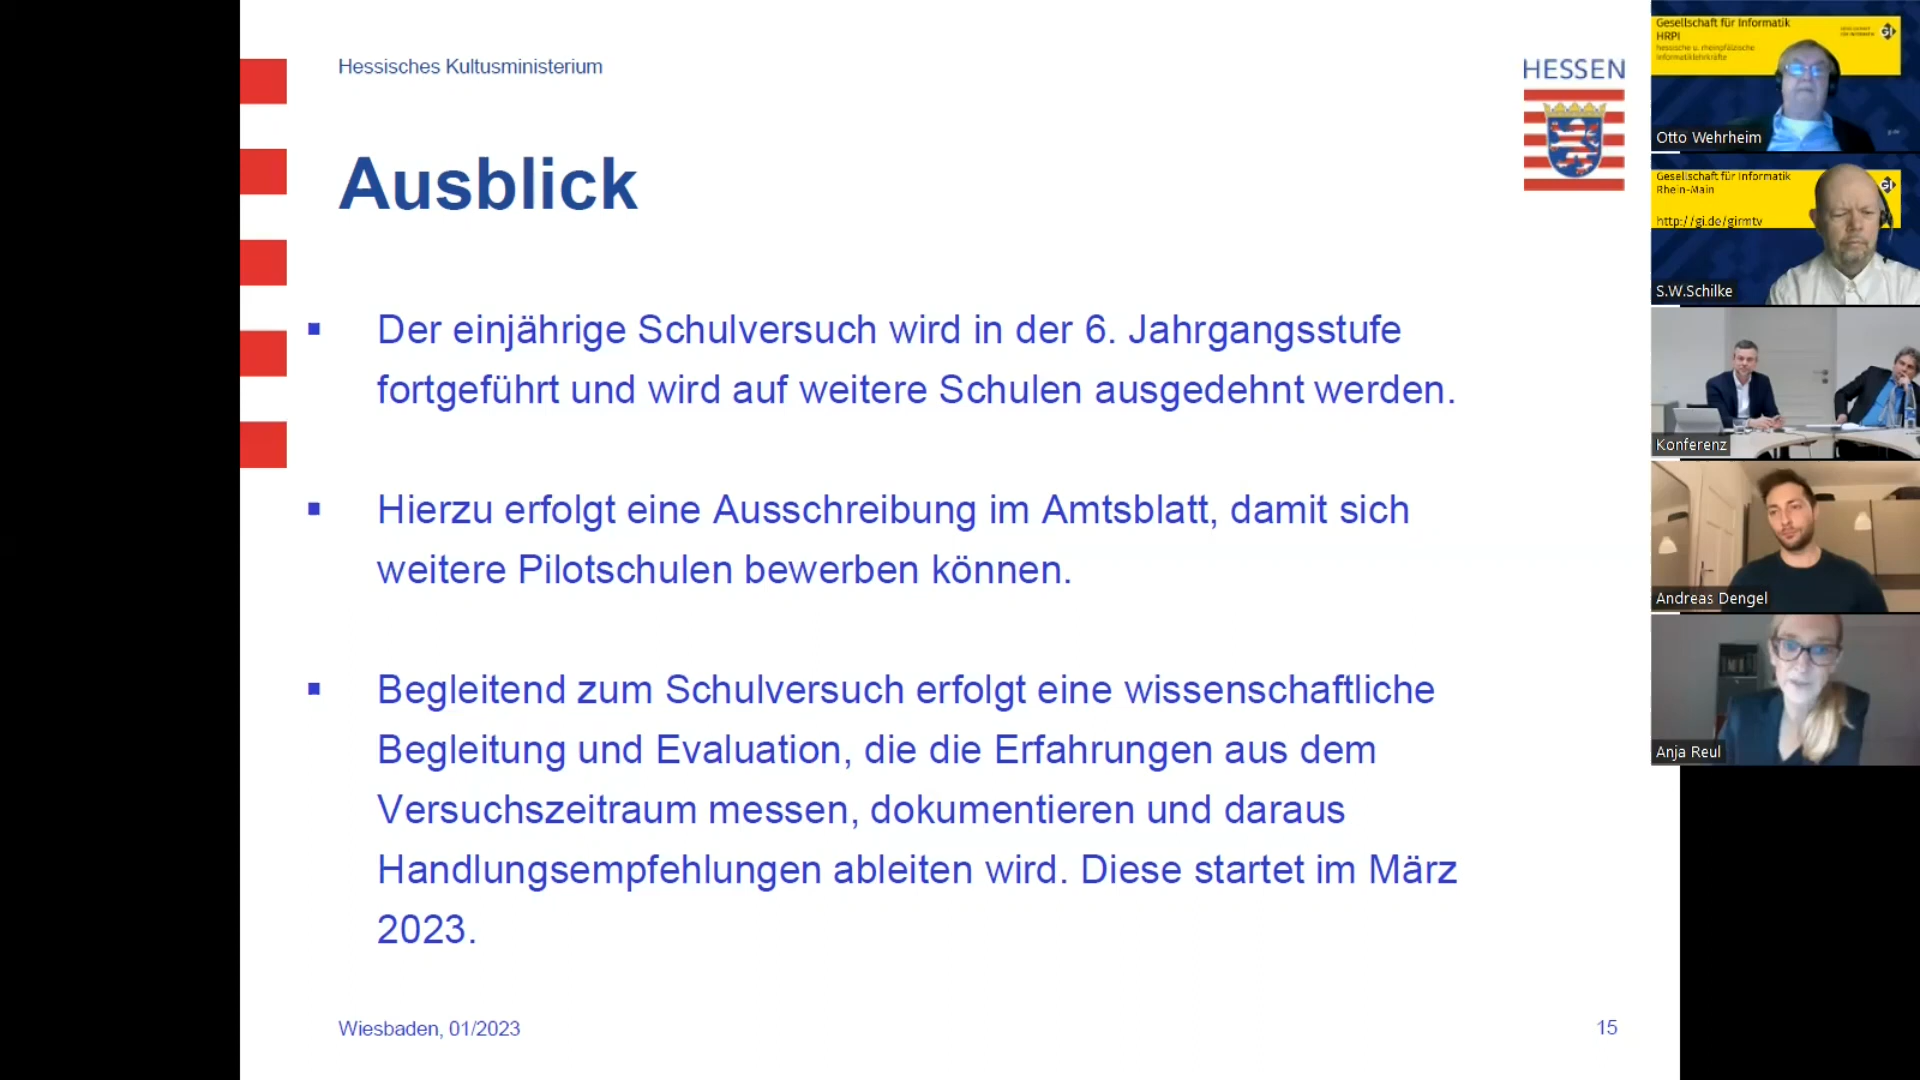 Hessisches Kultusministerium
HESSEN
Ausblick
▪ Der einjährige Schulversuch wird in der 6. Jahrgangsstufe
fortgeführt und wird auf weitere Schulen ausgedehnt werden.
▪ Hierzu erfolgt eine Ausschreibung im Amtsblatt, damit sich
weitere Pilotschulen bewerben können.
▪ Begleitend zum Schulversuch erfolgt eine wissenschaftliche
Begleitung und Evaluation, die die Erfahrungen aus dem
Versuchszeitraum messen, dokumentieren und daraus
Handlungsempfehlungen ableiten wird. Diese startet im März
2023.
Wiesbaden, 01/2023
15
Gesellschaft für Informatik
HRPI
hessische u. rheinpfälzische
Informatiklehrkräfte
Otto Wehrheim
Gesellschaft für Informatik
Rhein-Main
http://gi.de/girmtv
GI
S.W.Schilke
Konferenz
Andreas Dengel
Anja Reul